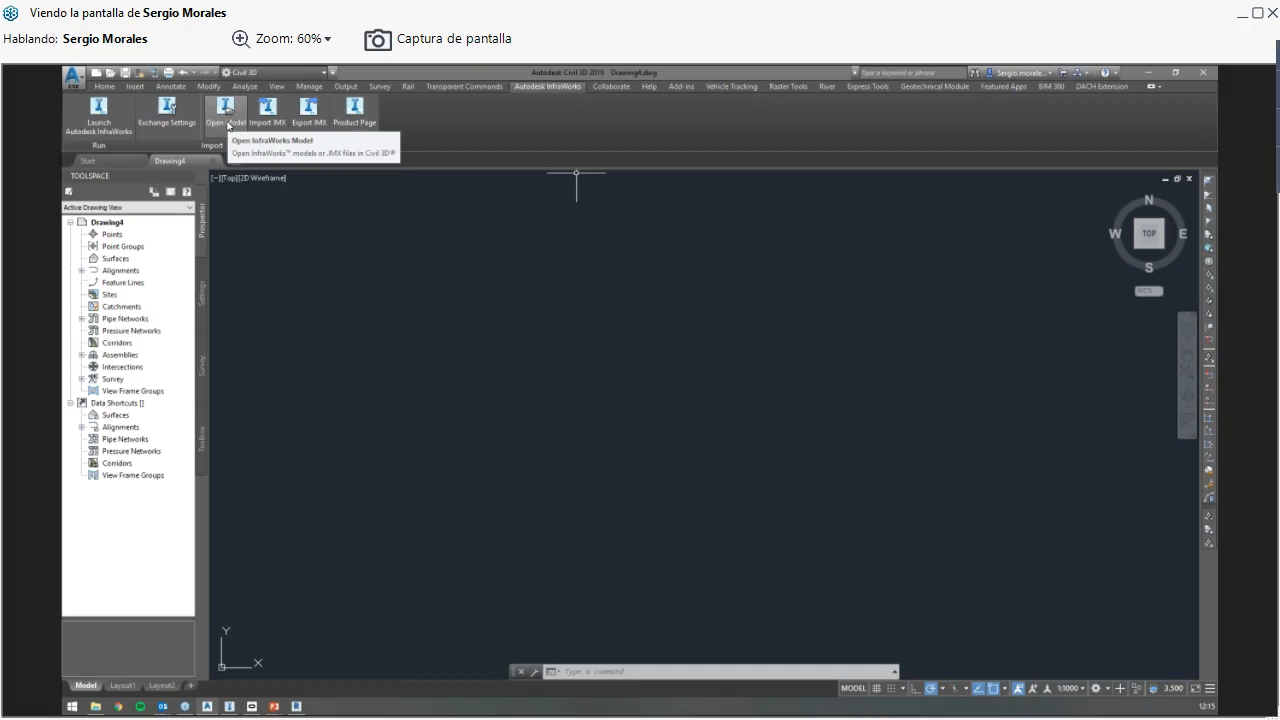 Viendo la pantalla de Sergio Morales
Hablando: Sergio Morales
Zoom: 60%
Captura de pantalla
Civil 3D
Autodesk Civil 3D 2019 Drawing4.dwg
Type a keyword or phrase
Sergio.morale...
Home Insert Annotate Modify Analyze View Manage Output Survey Rail Transparent Commands Autodesk InfraWorks Collaborate Help Add-ins Vehicle Tracking Raster Tools River Express Tools Geotechnical Module Featured Apps BIM 360 DACH Extension
Launch
Autodesk InfraWorks
Exchange Settings
Open Model
Import IMX
Export IMX
Product Page
Run
Import
Open InfraWorks Model
Open InfraWorks™ models or .IMX files in Civil 3D®
Start
Drawing4
TOOLSPACE
Active Drawing View
Drawing4
Points
Point Groups
Surfaces
Alignments
Feature Lines
Sites
Catchments
Pipe Networks
Pressure Networks
Corridors
Assemblies
Intersections
Survey
View Frame Groups
Data Shortcuts []
Surfaces
Alignments
Pipe Networks
Pressure Networks
Corridors
View Frame Groups
Prospector
Settings
Survey
Toolbox
[−][Top][2D Wireframe]
N
W
TOP
E
S
WCS
Y
X
Type a command
Model Layout1 Layout2 +
MODEL
1:1000
3.500
12:15